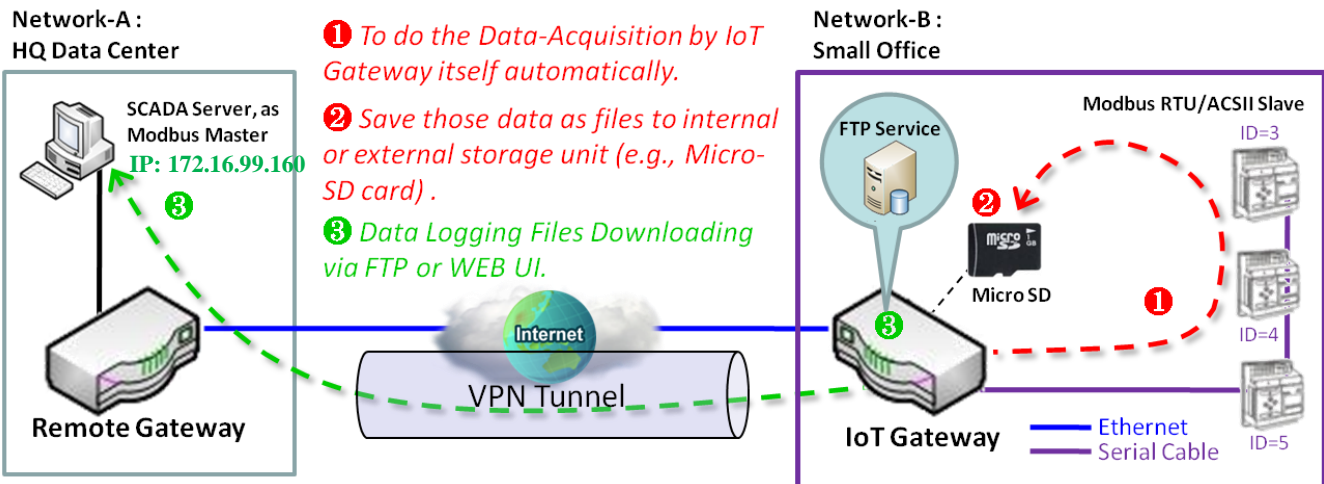 Network-A :
HQ Data Center
SCADA Server, as
Modbus Master
IP: 172.16.99.160
❸
❶ To do the Data-Acquisition by IoT
Gateway itself automatically.
❷ Save those data as files to internal
or external storage unit (e.g., Micro-
SD card) .
❸ Data Logging Files Downloading
via FTP or WEB UI.
Network-B :
Small Office
FTP Service
Modbus RTU/ACSII Slave
ID=3
❷
micro
SD
1
GB
Micro SD
❶
ID=4
❸
Internet
VPN Tunnel
Remote Gateway
IoT Gateway
ID=5
Ethernet
Serial Cable